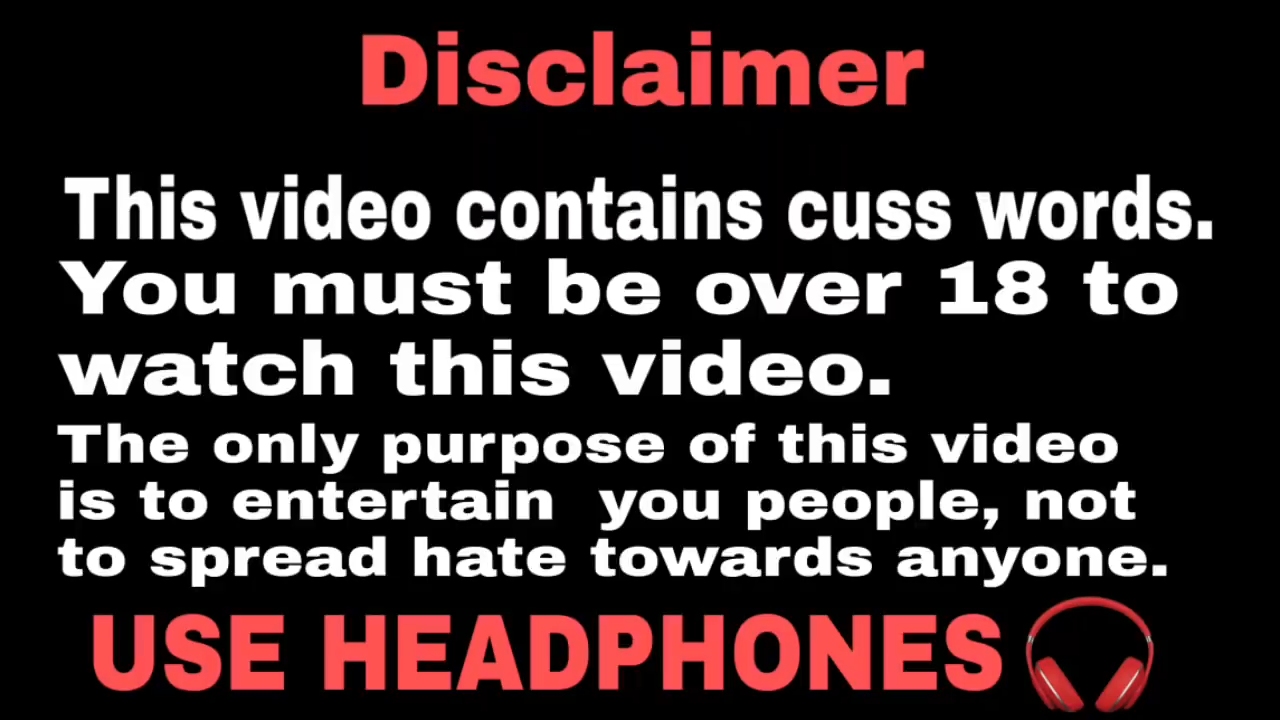 Disclaimer
This video contains cuss words.
You must be over 18 to
watch this video.
The only purpose of this video
is to entertain  you people, not
to spread hate towards anyone.
USE HEADPHONES